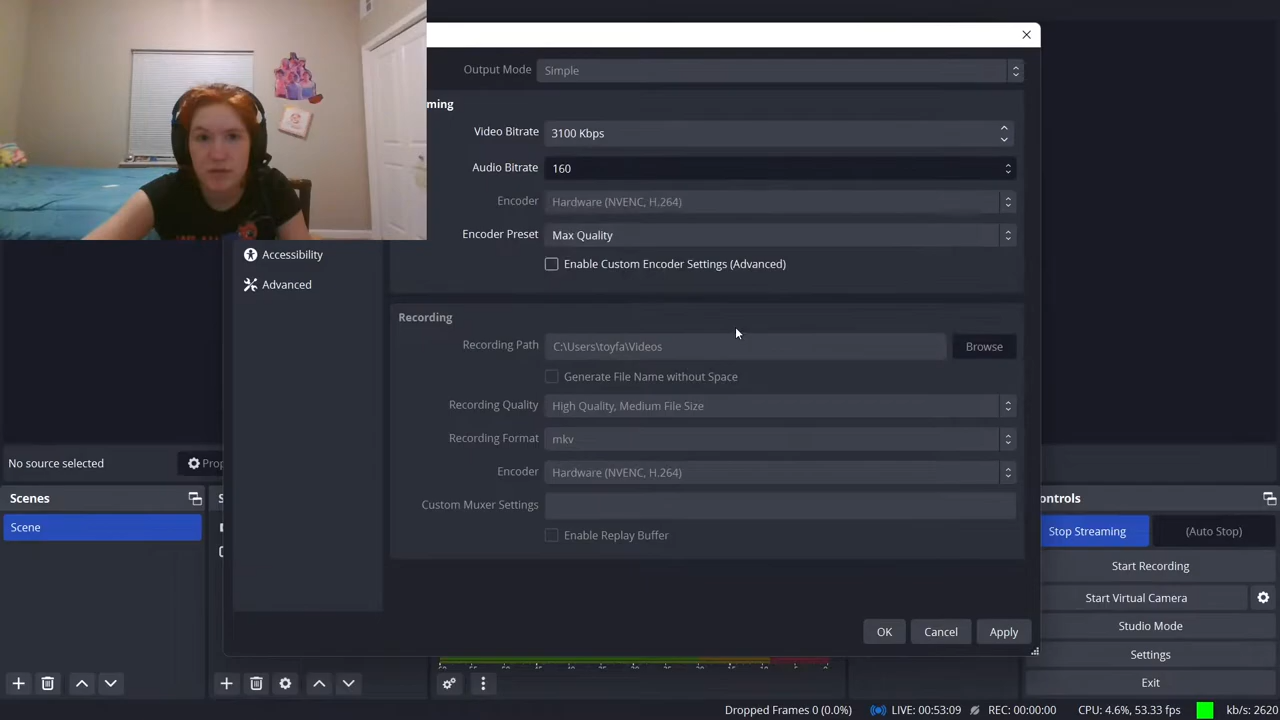 Output Mode Simple
ming
Video Bitrate 3100 Kbps
Audio Bitrate 160
Encoder Hardware (NVENC, H.264)
Encoder Preset Max Quality
Enable Custom Encoder Settings (Advanced)
Accessibility
Advanced
Recording
Recording Path C:\Users\toyfa\Videos Browse
Generate File Name without Space
Recording Quality High Quality, Medium File Size
Recording Format mkv
Encoder Hardware (NVENC, H.264)
Custom Muxer Settings
Enable Replay Buffer
OK Cancel Apply
No source selected Prop
Scenes S
Scene
ontrols
Stop Streaming (Auto Stop)
Start Recording
Start Virtual Camera
Studio Mode
Settings
Exit
Dropped Frames 0 (0.0%) LIVE: 00:53:09 REC: 00:00:00 CPU: 4.6%, 53.33 fps kb/s: 2620